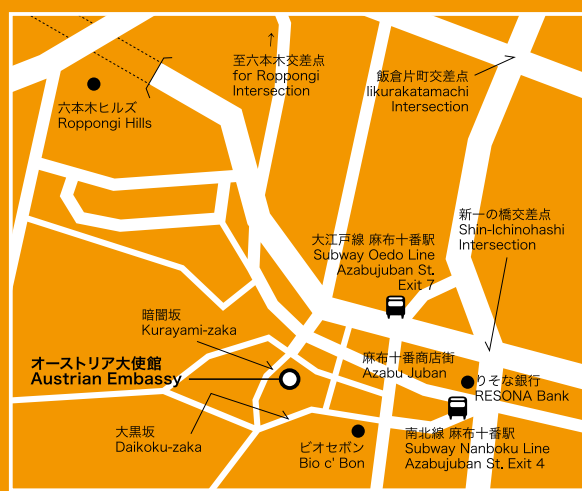 至六本木交差点
for Roppongi
Intersection
飯倉片町交差点
Iikurakatamachi
Intersection
六本木ヒルズ
Roppongi Hills
新一の橋交差点
Shin-Ichinohashi
Intersection
大江戸線 麻布十番駅
Subway Oedo Line
Azabujuban St.
Exit 7
暗闇坂
Kurayami-zaka
オーストリア大使館
Austrian Embassy
麻布十番商店街
Azabu Juban
りそな銀行
RESONA Bank
大黒坂
Daikoku-zaka
ビオセボン
Bio c' Bon
南北線 麻布十番駅
Subway Nanboku Line
Azabujuban St. Exit 4